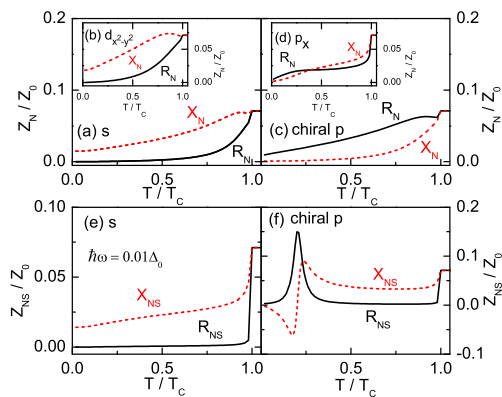 0.2
0.1
0.0
Z_N / Z_0
(b) d_{x²-y²}
X_N
R_N
0.05
0.00
Z_N / Z_0
0.0
0.5
1.0
T / T_C
(a) s
X_N
R_N
0.0
0.5
1.0
T / T_C
(d) p_x
X_N
R_N
0.05
0.00
Z_N / Z_0
0.0
0.5
1.0
T / T_C
(c) chiral p
R_N
X_N
0.2
0.1
0.0
Z_N / Z_0
0.5
1.0
T / T_C
0.10
0.05
0.00
Z_NS / Z_0
(e) s
ħω = 0.01Δ_0
X_NS
R_NS
0.0
0.5
1.0
T / T_C
(f) chiral p
X_NS
R_NS
0.2
0.1
0.0
-0.1
Z_NS / Z_0
0.5
1.0
T / T_C